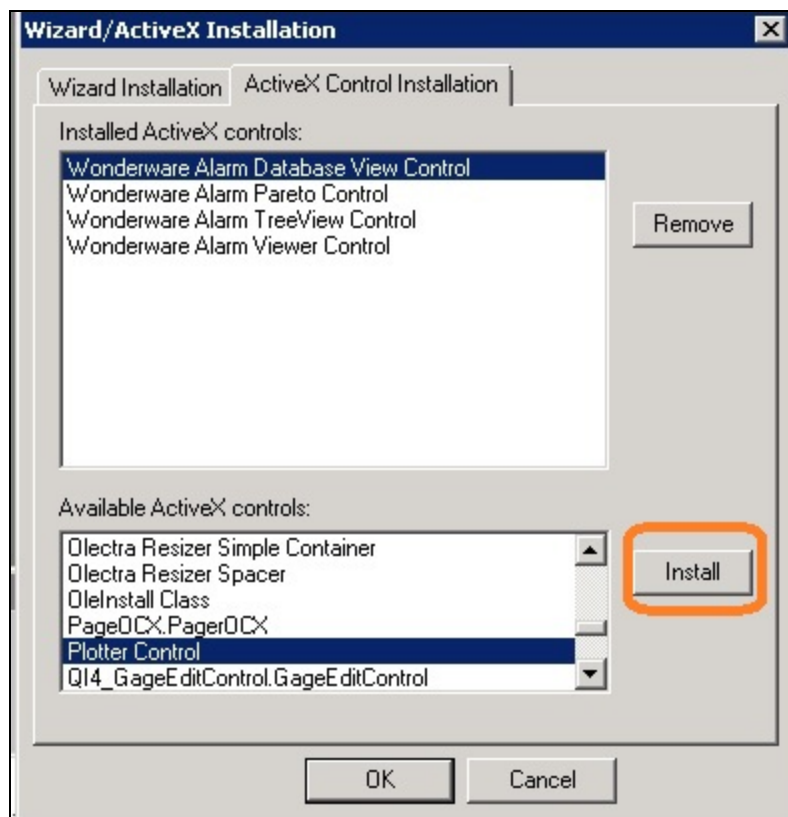 Wizard/ActiveX Installation
Wizard Installation
ActiveX Control Installation
Installed ActiveX controls:
Wonderware Alarm Database View Control
Wonderware Alarm Pareto Control
Wonderware Alarm TreeView Control
Wonderware Alarm Viewer Control
Remove
Available ActiveX controls:
Olectra Resizer Simple Container
Olectra Resizer Spacer
OleInstall Class
PageOCX.PagerOCX
Plotter Control
QI4_GageEditControl.GageEditControl
Install
OK
Cancel